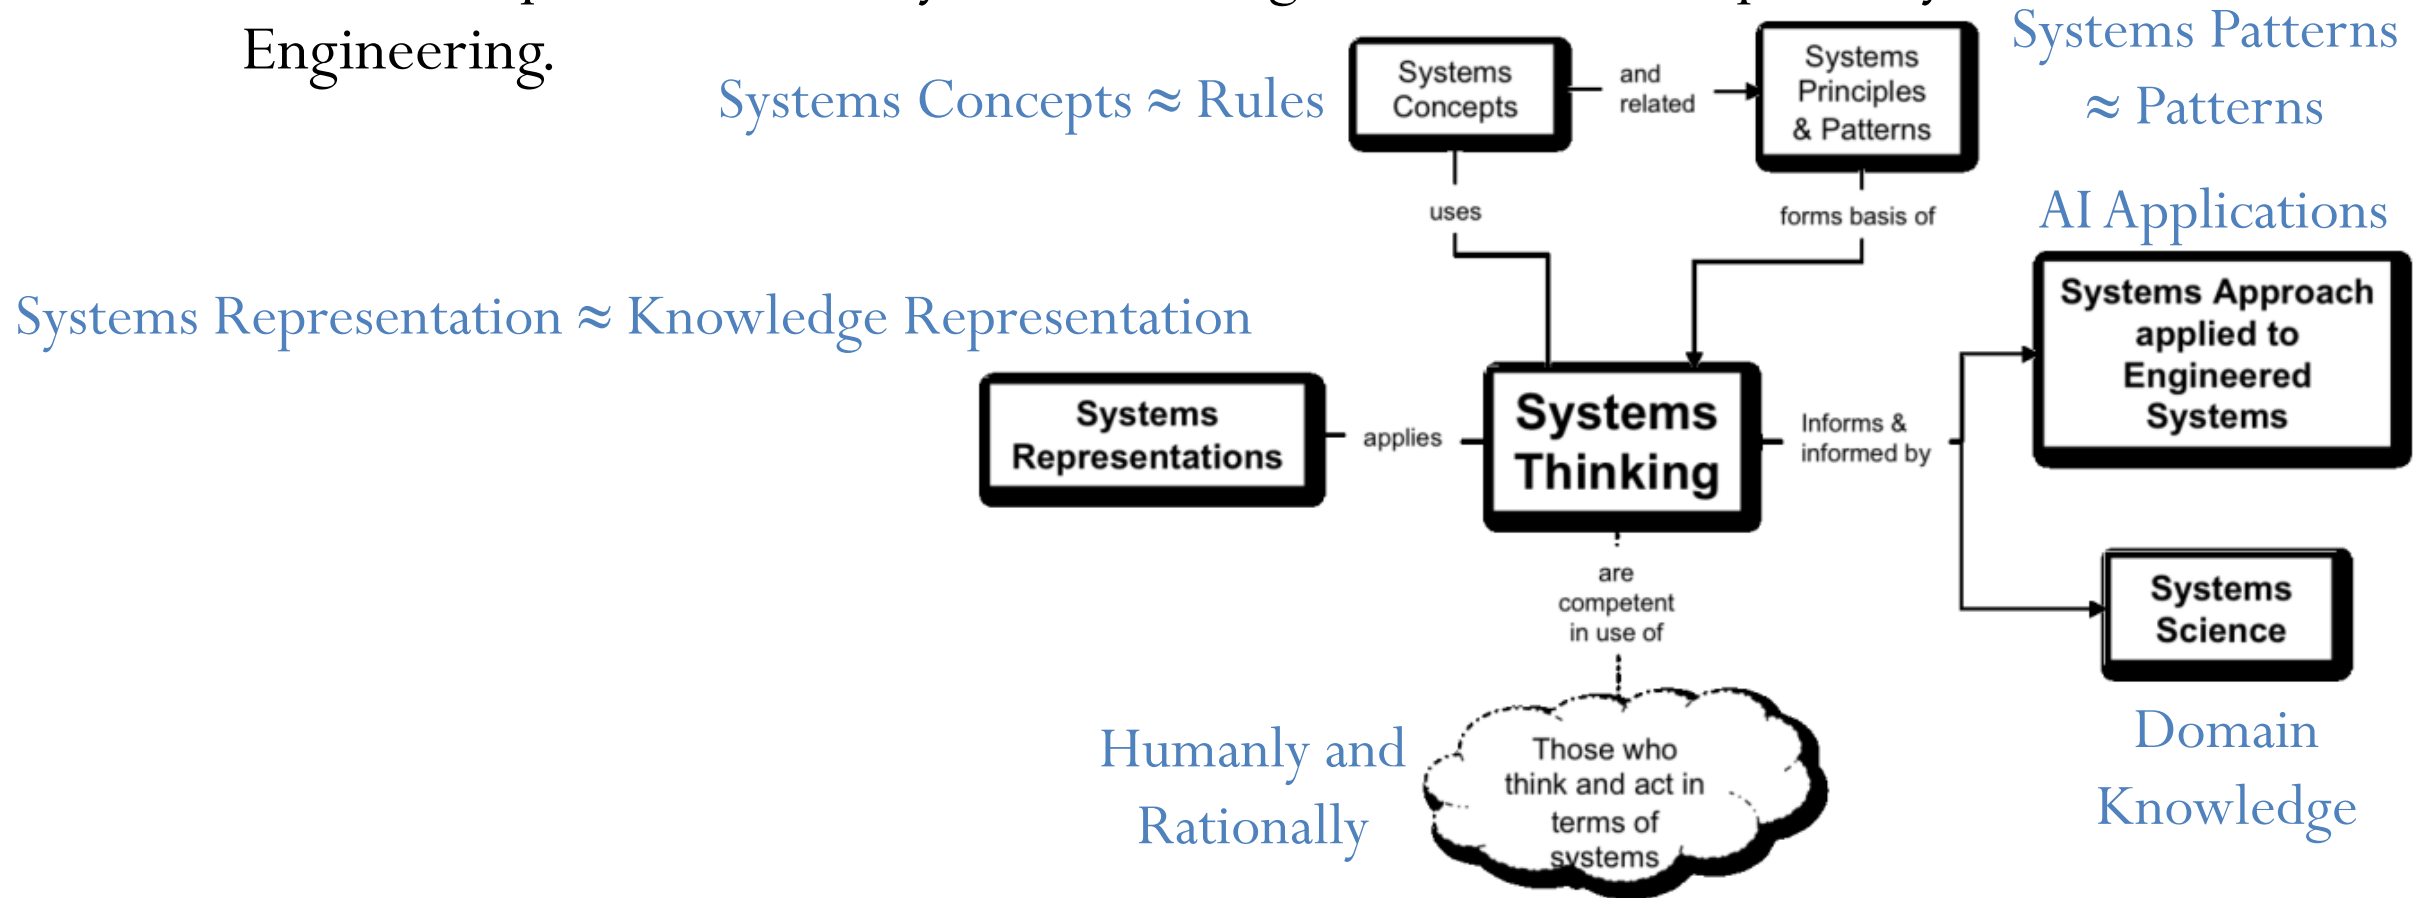 Engineering.
Systems Concepts ≈ Rules
Systems
Concepts
and
related
Systems
Principles
& Patterns
Systems Patterns
≈ Patterns
uses
forms basis of
AI Applications
Systems Approach
applied to
Engineered
Systems
Systems Representation ≈ Knowledge Representation
Systems
Representations
applies
Systems
Thinking
Informs &
informed by
Systems
Science
are
competent
in use of
Humanly and
Rationally
Those who
think and act in
terms of
systems
Domain
Knowledge